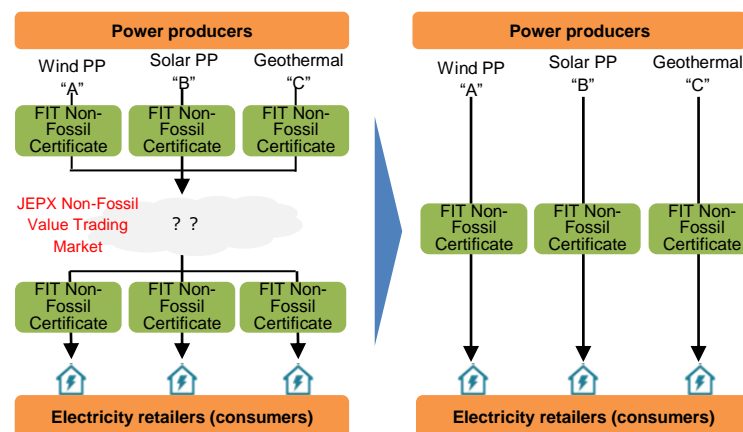 Power producers
Wind PP
“A”
Solar PP
“B”
Geothermal
“C”
FIT Non-
Fossil
Certificate
FIT Non-
Fossil
Certificate
FIT Non-
Fossil
Certificate
JEPX Non-Fossil
Value Trading
Market
? ?
FIT Non-
Fossil
Certificate
FIT Non-
Fossil
Certificate
FIT Non-
Fossil
Certificate
Electricity retailers (consumers)
Power producers
Wind PP
“A”
Solar PP
“B”
Geothermal
“C”
FIT Non-
Fossil
Certificate
FIT Non-
Fossil
Certificate
FIT Non-
Fossil
Certificate
Electricity retailers (consumers)